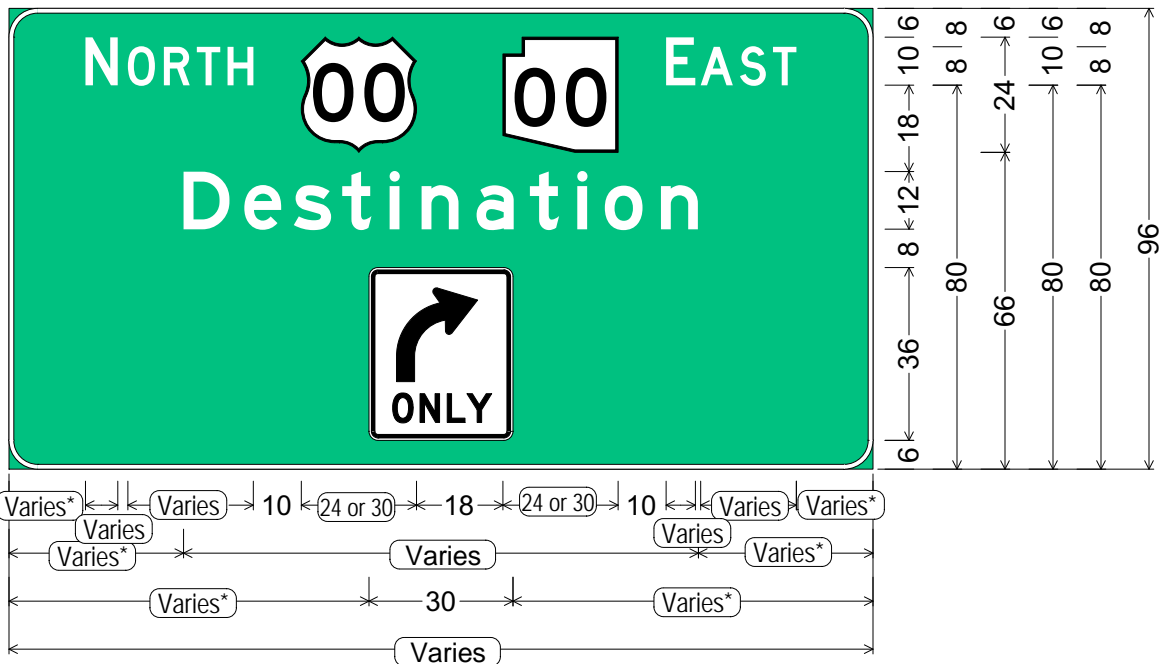 NORTH 00 00 EAST
Destination
ONLY
6 8 6 6 8
10 8 24 10 8
18
12
8
36
6
80
66
80
80
96
Varies* Varies 10 24 or 30 18 24 or 30 10 Varies Varies*
Varies Varies
Varies* Varies Varies*
Varies* 30 Varies*
Varies